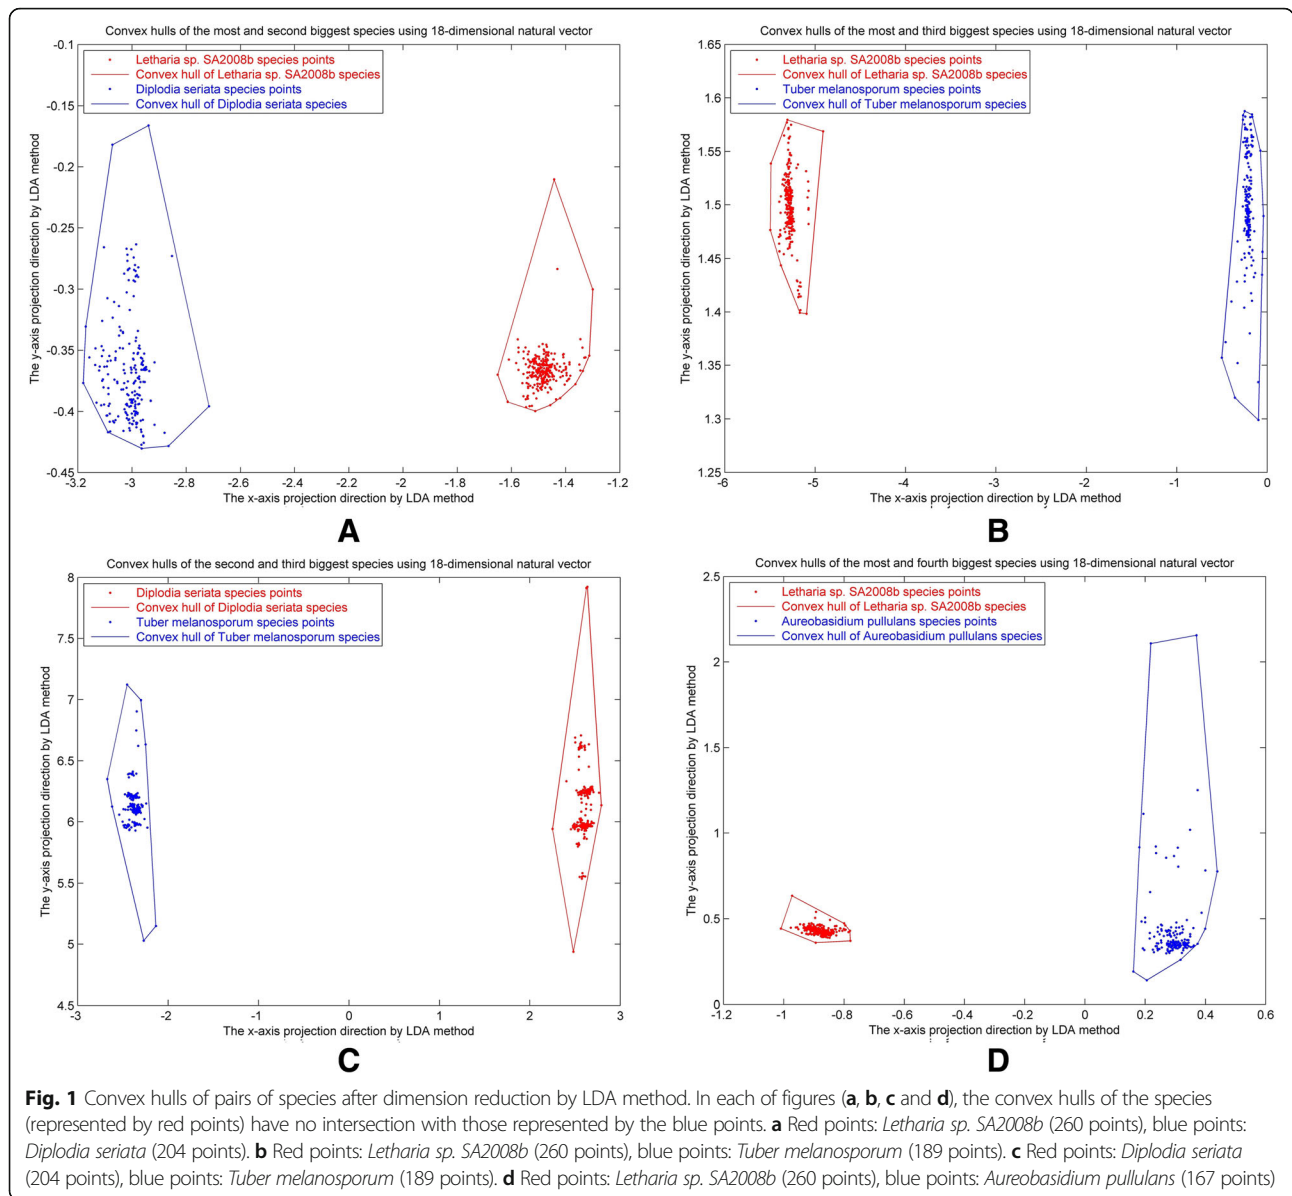 Convex hulls of the most and second biggest species using 18-dimensional natural vector
Letharia sp. SA2008b species points
Convex hull of Letharia sp. SA2008b species
Diplodia seriata species points
Convex hull of Diplodia seriata species
The y-axis projection direction by LDA method
-0.1
-0.15
-0.2
-0.25
-0.3
-0.35
-0.4
-0.45
-3.2 -3 -2.8 -2.6 -2.4 -2.2 -2 -1.8 -1.6 -1.4 -1.2
The x-axis projection direction by LDA method
A
Convex hulls of the most and third biggest species using 18-dimensional natural vector
Letharia sp. SA2008b species points
Convex hull of Letharia sp. SA2008b species
Tuber melanosporum species points
Convex hull of Tuber melanosporum species
The y-axis projection direction by LDA method
1.65
1.6
1.55
1.5
1.45
1.4
1.35
1.3
1.25
-6 -5 -4 -3 -2 -1 0
The x-axis projection direction by LDA method
B
Convex hulls of the second and third biggest species using 18-dimensional natural vector
Diplodia seriata species points
Convex hull of Diplodia seriata species
Tuber melanosporum species points
Convex hull of Tuber melanosporum species
The y-axis projection direction by LDA method
8
7.5
7
6.5
6
5.5
5
4.5
-3 -2 -1 0 1 2 3
The x-axis projection direction by LDA method
C
Convex hulls of the most and fourth biggest species using 18-dimensional natural vector
Letharia sp. SA2008b species points
Convex hull of Letharia sp. SA2008b species
Aureobasidium pullulans species points
Convex hull of Aureobasidium pullulans species
The y-axis projection direction by LDA method
2.5
2
1.5
1
0.5
0
-1.2 -1 -0.8 -0.6 -0.4 -0.2 0 0.2 0.4 0.6
The x-axis projection direction by LDA method
D
Fig. 1 Convex hulls of pairs of species after dimension reduction by LDA method. In each of figures (a, b, c and d), the convex hulls of the species
(represented by red points) have no intersection with those represented by the blue points. a Red points: Letharia sp. SA2008b (260 points), blue points:
Diplodia seriata (204 points). b Red points: Letharia sp. SA2008b (260 points), blue points: Tuber melanosporum (189 points). c Red points: Diplodia seriata
(204 points), blue points: Tuber melanosporum (189 points). d Red points: Letharia sp. SA2008b (260 points), blue points: Aureobasidium pullulans (167 points)